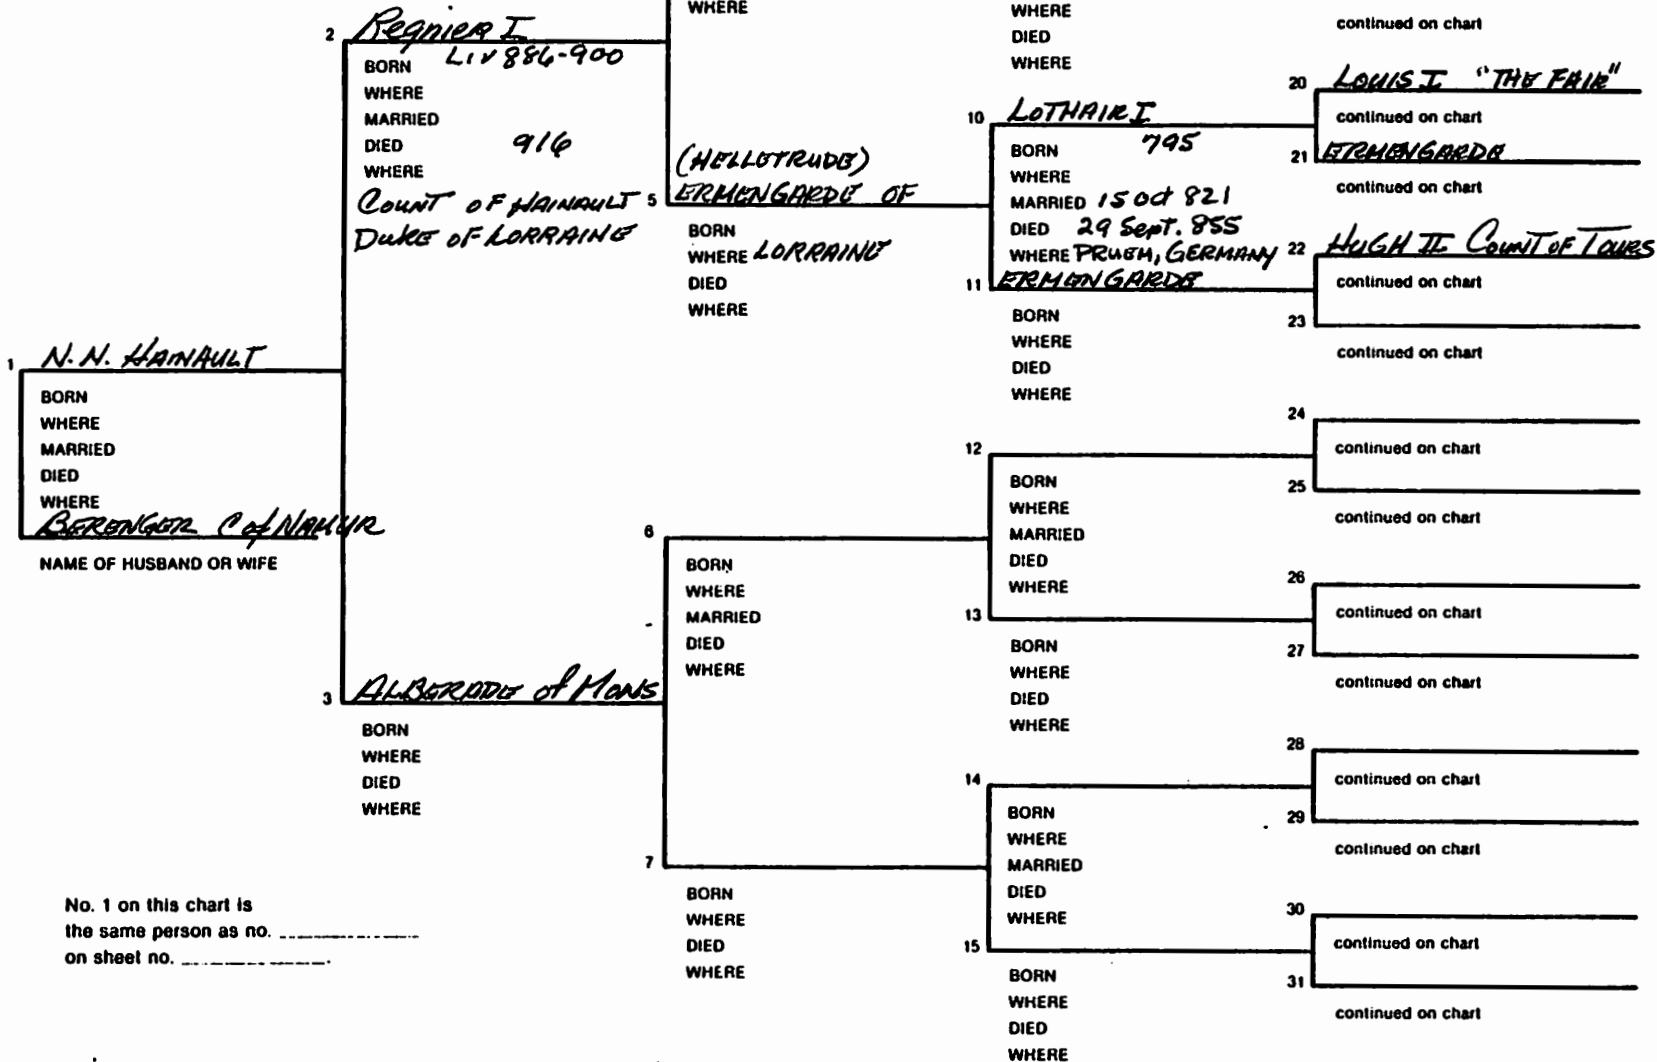 WHERE
2 Regnier I
BORN Liv 886-900
WHERE
MARRIED
DIED 916
WHERE
COUNT OF HAINAULT
DUKE OF LORRAINE
1 N. N. HAINAULT
BORN
WHERE
MARRIED
DIED
WHERE
BERENGER C of NAMUR
NAME OF HUSBAND OR WIFE
3 ALBERADE of MONS
BORN
WHERE
DIED
WHERE
No. 1 on this chart is
the same person as no.
on sheet no.
(HELLETRUDE)
5 ERMENGARDE OF
BORN
WHERE LORRAINE
DIED
WHERE
6
BORN
WHERE
MARRIED
DIED
WHERE
7
BORN
WHERE
DIED
WHERE
WHERE
DIED
WHERE
10 LOTHAIR I
BORN 795
WHERE
MARRIED 15 oct 821
DIED 29 Sept. 855
WHERE PRUEM, GERMANY
11 ERMENGARDE
BORN
WHERE
DIED
WHERE
12
BORN
WHERE
MARRIED
DIED
WHERE
13
BORN
WHERE
DIED
WHERE
14
BORN
WHERE
MARRIED
DIED
WHERE
15
BORN
WHERE
DIED
WHERE
continued on chart
20 LOUIS I "THE FAIR"
continued on chart
21 ERMENGARDE
continued on chart
22 HUGH II COUNT OF TOURS
continued on chart
23
continued on chart
24
continued on chart
25
continued on chart
26
continued on chart
27
continued on chart
28
continued on chart
29
continued on chart
30
continued on chart
31
continued on chart